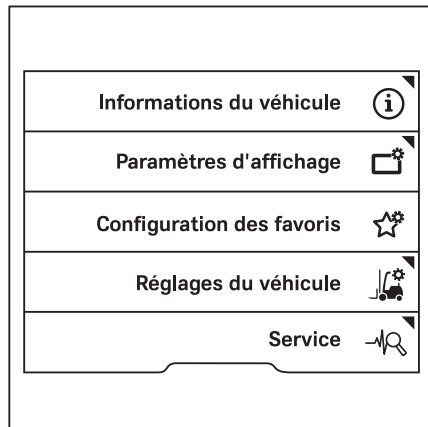 Informations du véhicule
Paramètres d'affichage
Configuration des favoris
Réglages du véhicule
Service